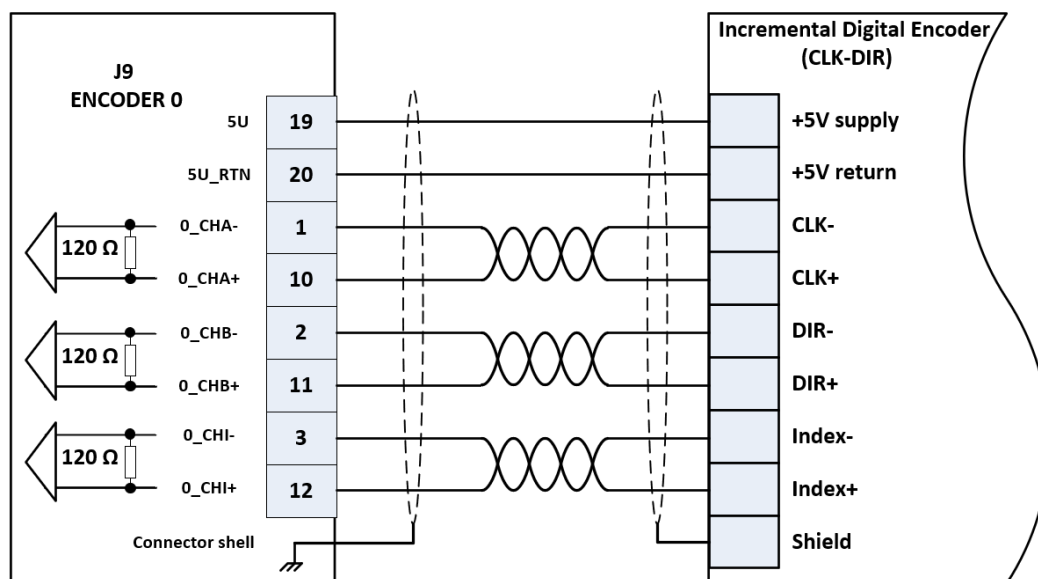 J9
ENCODER 0
Incremental Digital Encoder
(CLK-DIR)
5U 19 +5V supply
5U_RTN 20 +5V return
0_CHA- 1 CLK-
120 Ω
0_CHA+ 10 CLK+
0_CHB- 2 DIR-
120 Ω
0_CHB+ 11 DIR+
0_CHI- 3 Index-
120 Ω
0_CHI+ 12 Index+
Connector shell Shield